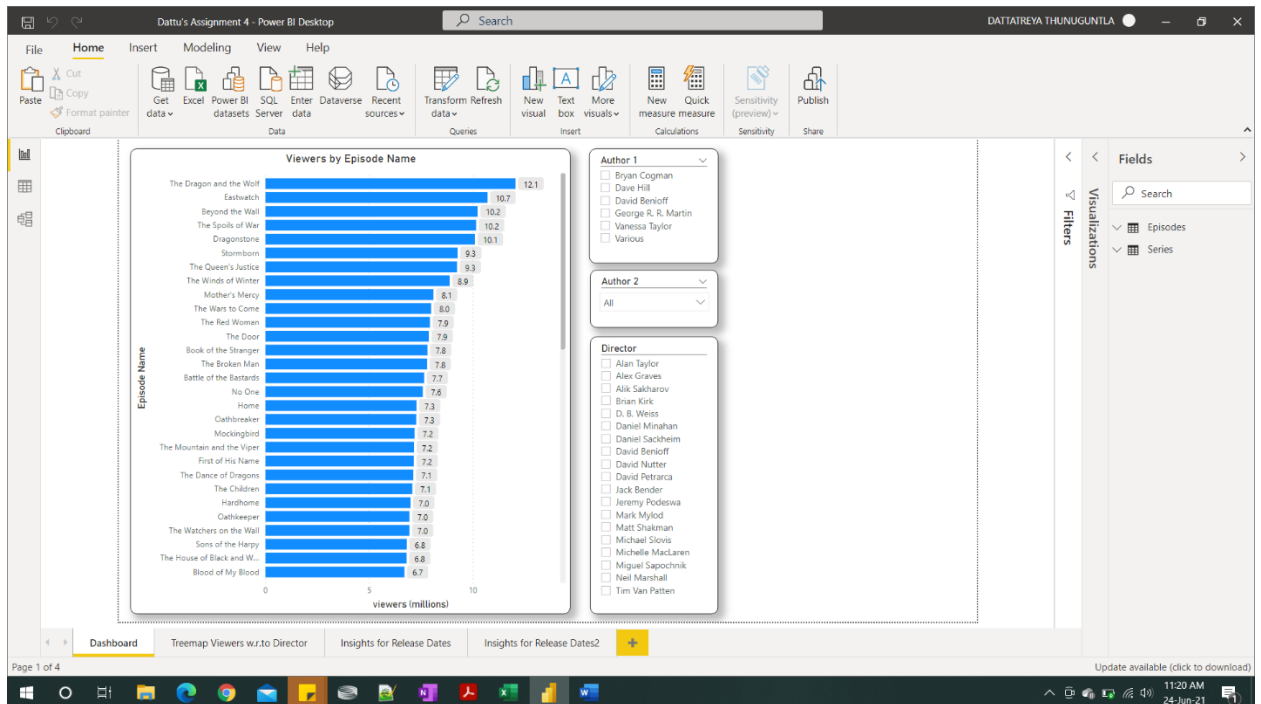 Dattu's Assignment 4 - Power BI Desktop
Search
DATTATREYA THUNUGUNTLA
File Home Insert Modeling View Help
Paste
Cut
Copy
Format painter
Clipboard
Get data
Excel
Power BI datasets
SQL Server
Enter data
Dataverse
Recent sources
Data
Transform data
Refresh
Queries
New visual
Text box
More visuals
Insert
New measure
Quick measure
Calculations
Sensitivity (preview)
Sensitivity
Publish
Share
Viewers by Episode Name
Episode Name
The Dragon and the Wolf 12.1
Eastwatch 10.7
Beyond the Wall 10.2
The Spoils of War 10.2
Dragonstone 10.1
Stormborn 9.3
The Queen's Justice 9.3
The Winds of Winter 8.9
Mother's Mercy 8.1
The Wars to Come 8.0
The Red Woman 7.9
The Door 7.9
Book of the Stranger 7.8
The Broken Man 7.8
Battle of the Bastards 7.7
No One 7.6
Home 7.3
Oathbreaker 7.3
Mockingbird 7.2
The Mountain and the Viper 7.2
First of His Name 7.2
The Dance of Dragons 7.1
The Children 7.1
Hardhome 7.0
Oathkeeper 7.0
The Watchers on the Wall 7.0
Sons of the Harpy 6.8
The House of Black and W... 6.8
Blood of My Blood 6.7
0 5 10
viewers (millions)
Author 1
Bryan Cogman
Dave Hill
David Benioff
George R. R. Martin
Vanessa Taylor
Various
Author 2
All
Director
Alan Taylor
Alex Graves
Alik Sakharov
Brian Kirk
D. B. Weiss
Daniel Minahan
Daniel Sackheim
David Benioff
David Nutter
David Petrarca
Jack Bender
Jeremy Podeswa
Mark Mylod
Matt Shakman
Michael Slovis
Michelle MacLaren
Miguel Sapochnik
Neil Marshall
Tim Van Patten
Filters
Visualizations
Fields
Search
Episodes
Series
Dashboard
Treemap Viewers w.r.to Director
Insights for Release Dates
Insights for Release Dates2
Page 1 of 4
Update available (click to download)
11:20 AM
24-Jun-21